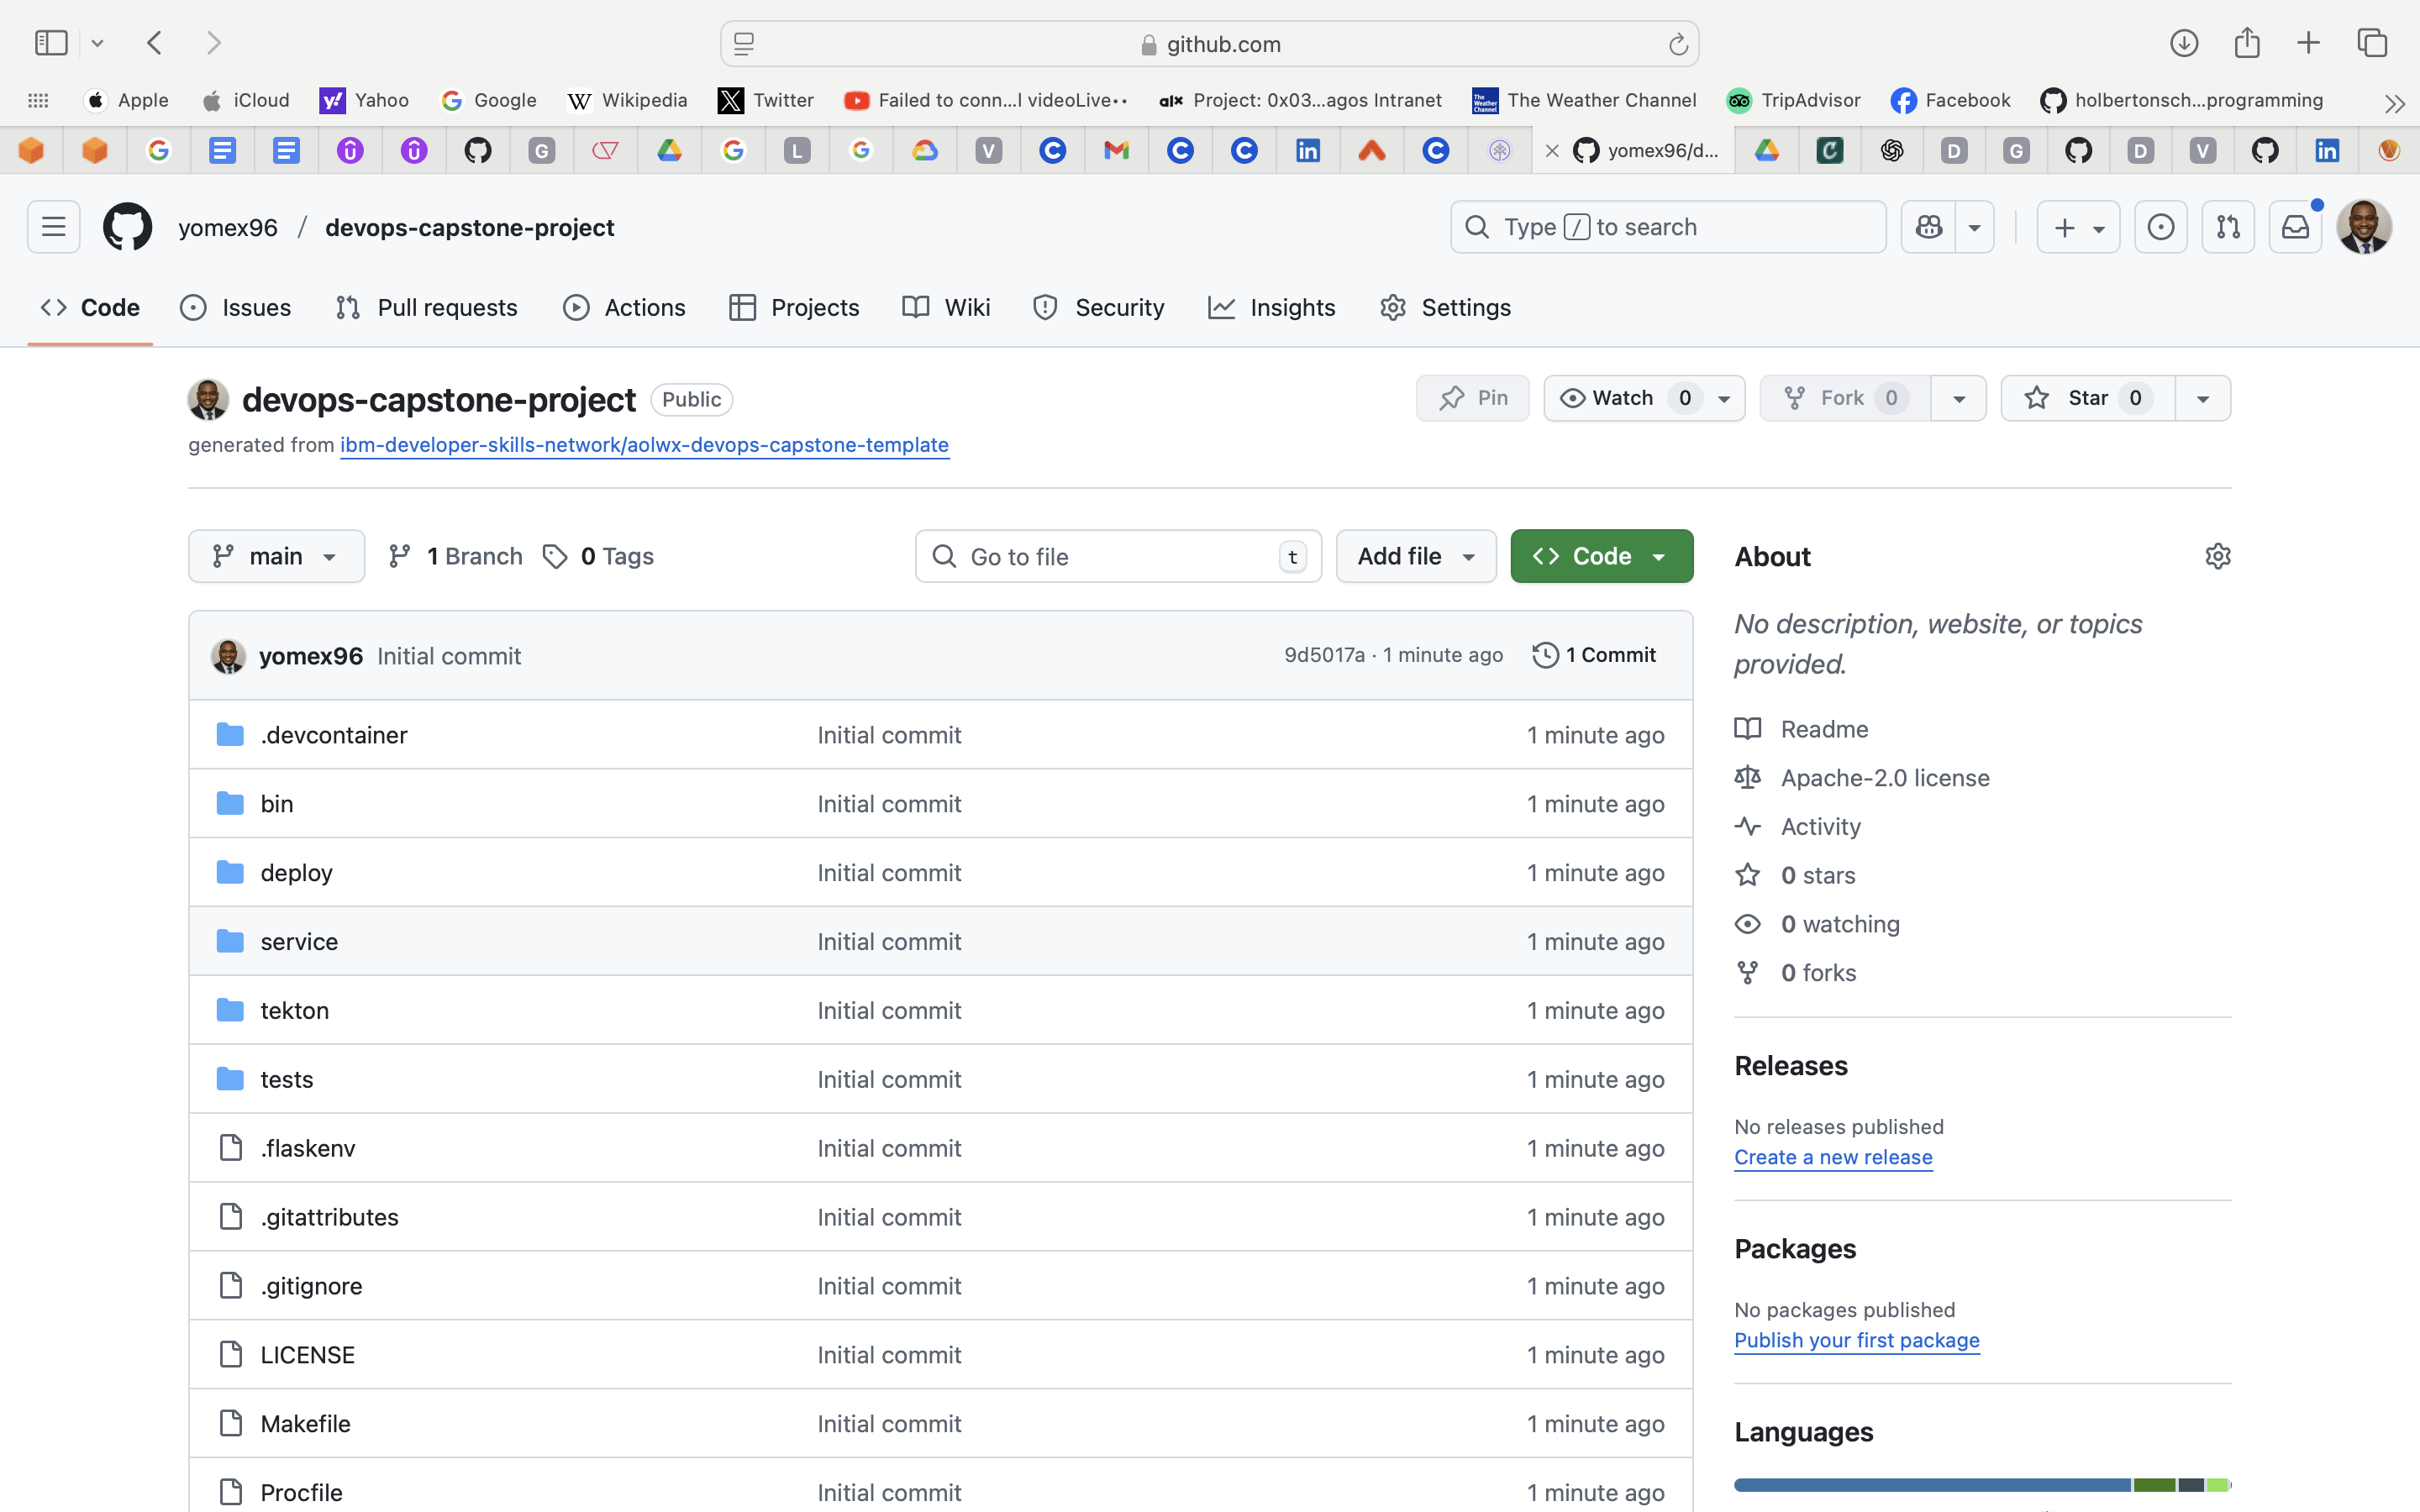 github.com
Apple iCloud Yahoo Google Wikipedia Twitter Failed to conn...l videoLive•• Project: 0x03...agos Intranet The Weather Channel TripAdvisor Facebook holbertonsch...programming
yomex96/d...
yomex96 / devops-capstone-project
Type / to search
Code Issues Pull requests Actions Projects Wiki Security Insights Settings
devops-capstone-project Public
Pin Watch 0 Fork 0 Star 0
generated from ibm-developer-skills-network/aolwx-devops-capstone-template
main 1 Branch 0 Tags Go to file t Add file Code
yomex96 Initial commit 9d5017a · 1 minute ago 1 Commit
.devcontainer Initial commit 1 minute ago
bin Initial commit 1 minute ago
deploy Initial commit 1 minute ago
service Initial commit 1 minute ago
tekton Initial commit 1 minute ago
tests Initial commit 1 minute ago
.flaskenv Initial commit 1 minute ago
.gitattributes Initial commit 1 minute ago
.gitignore Initial commit 1 minute ago
LICENSE Initial commit 1 minute ago
Makefile Initial commit 1 minute ago
Procfile Initial commit 1 minute ago
About
No description, website, or topics
provided.
Readme
Apache-2.0 license
Activity
0 stars
0 watching
0 forks
Releases
No releases published
Create a new release
Packages
No packages published
Publish your first package
Languages